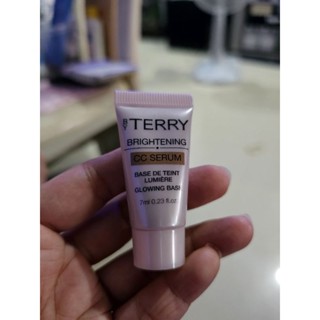 BY TERRY
BRIGHTENING
CC SERUM
BASE DE TEINT
LUMIÈRE
GLOWING BASE
7ml 0.23 fl.oz